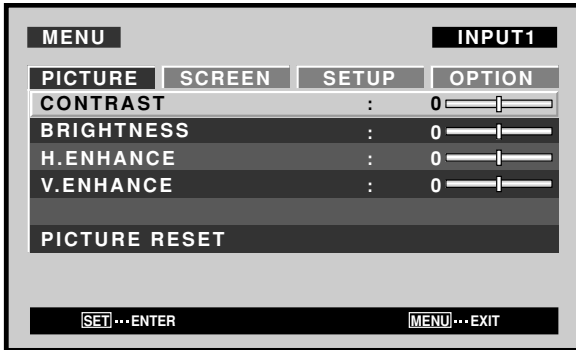 MENU INPUT1
PICTURE SCREEN SETUP OPTION
CONTRAST : 0
BRIGHTNESS : 0
H.ENHANCE : 0
V.ENHANCE : 0
PICTURE RESET
SET ··· ENTER MENU ··· EXIT